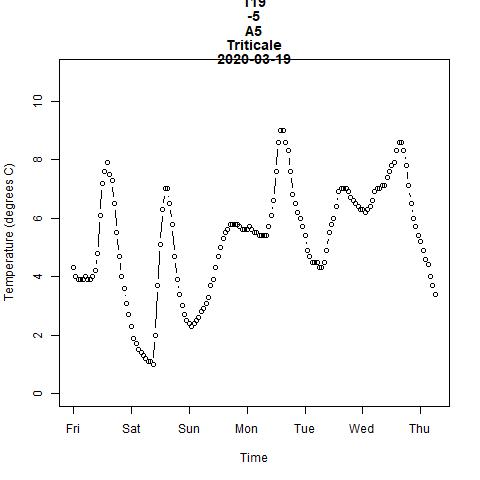 T19
-5
A5
Triticale
2020-03-19
10
8
6
4
2
0
Temperature (degrees C)
Fri Sat Sun Mon Tue Wed Thu
Time